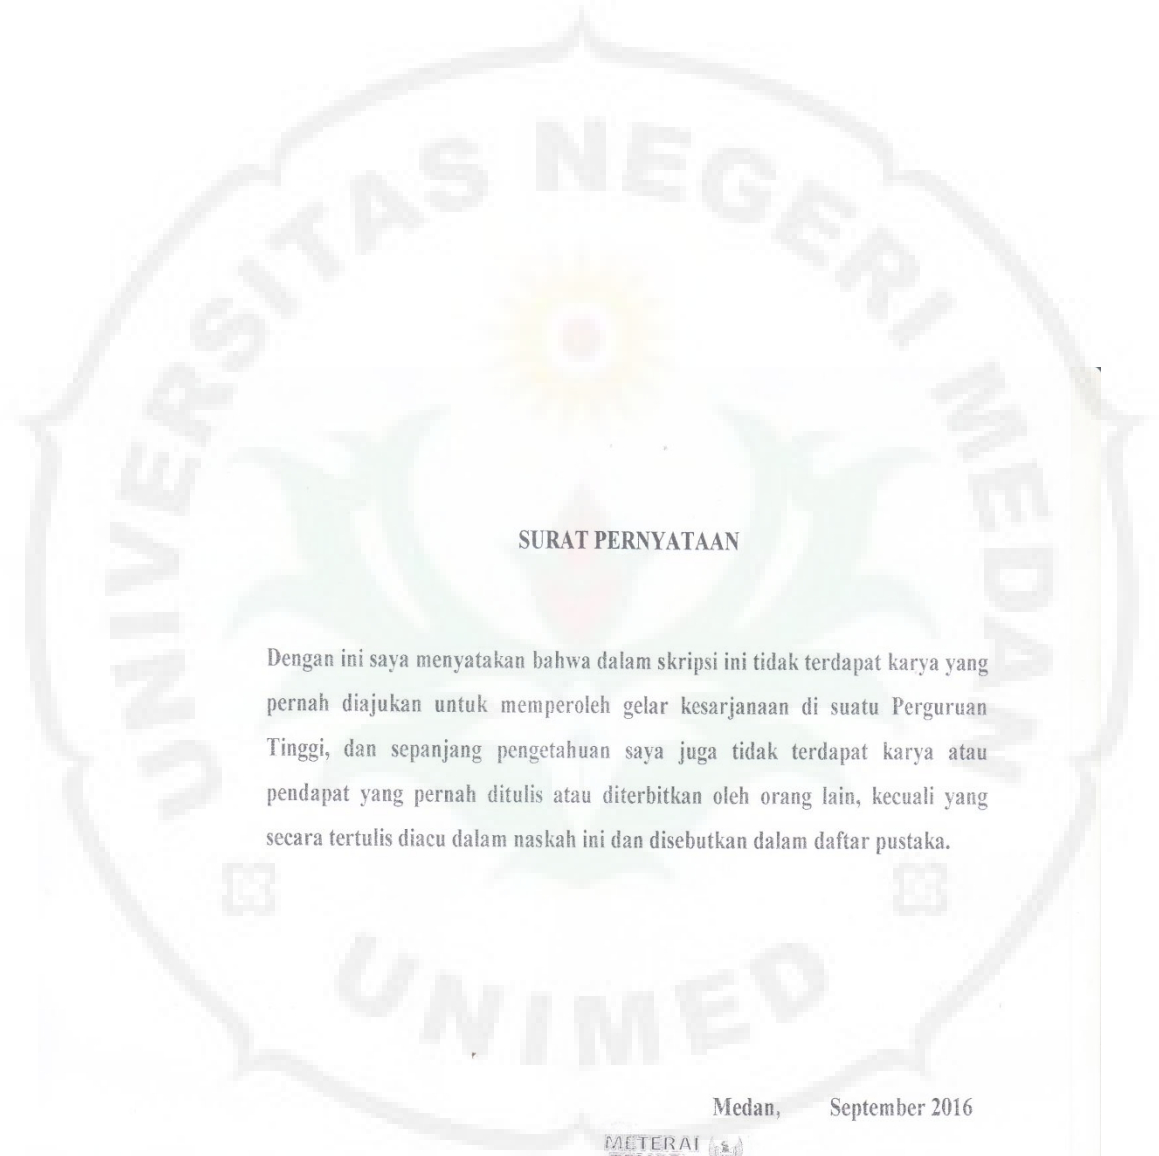 UNIVERSITAS NEGERI MEDAN
SURAT PERNYATAAN
Dengan ini saya menyatakan bahwa dalam skripsi ini tidak terdapat karya yang
pernah diajukan untuk memperoleh gelar kesarjanaan di suatu Perguruan
Tinggi, dan sepanjang pengetahuan saya juga tidak terdapat karya atau
pendapat yang pernah ditulis atau diterbitkan oleh orang lain, kecuali yang
secara tertulis diacu dalam naskah ini dan disebutkan dalam daftar pustaka.
UNIMED
Medan, September 2016
METERAI